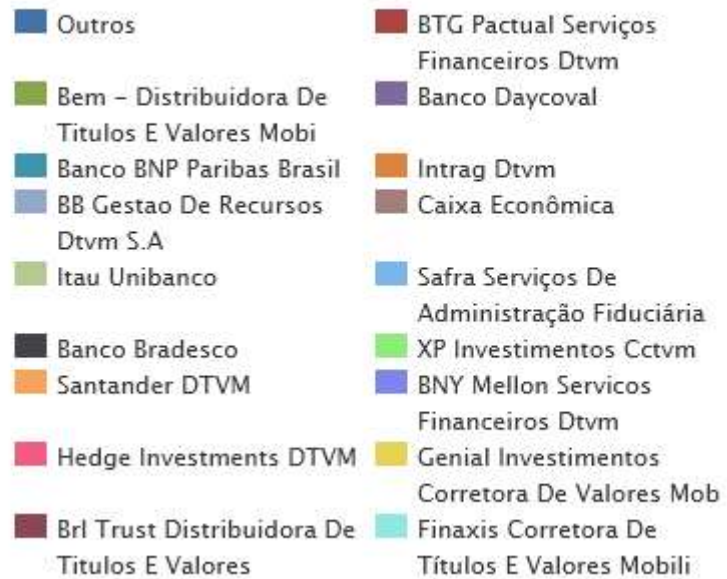 Outros
BTG Pactual Serviços
Financeiros Dtvm
Bem - Distribuidora De
Titulos E Valores Mobi
Banco Daycoval
Banco BNP Paribas Brasil
Intrag Dtvm
BB Gestao De Recursos
Dtvm S.A
Caixa Econômica
Itau Unibanco
Safra Serviços De
Administração Fiduciária
Banco Bradesco
XP Investimentos Cctvm
Santander DTVM
BNY Mellon Servicos
Financeiros Dtvm
Hedge Investments DTVM
Genial Investimentos
Corretora De Valores Mob
Brl Trust Distribuidora De
Titulos E Valores
Finaxis Corretora De
Títulos E Valores Mobili